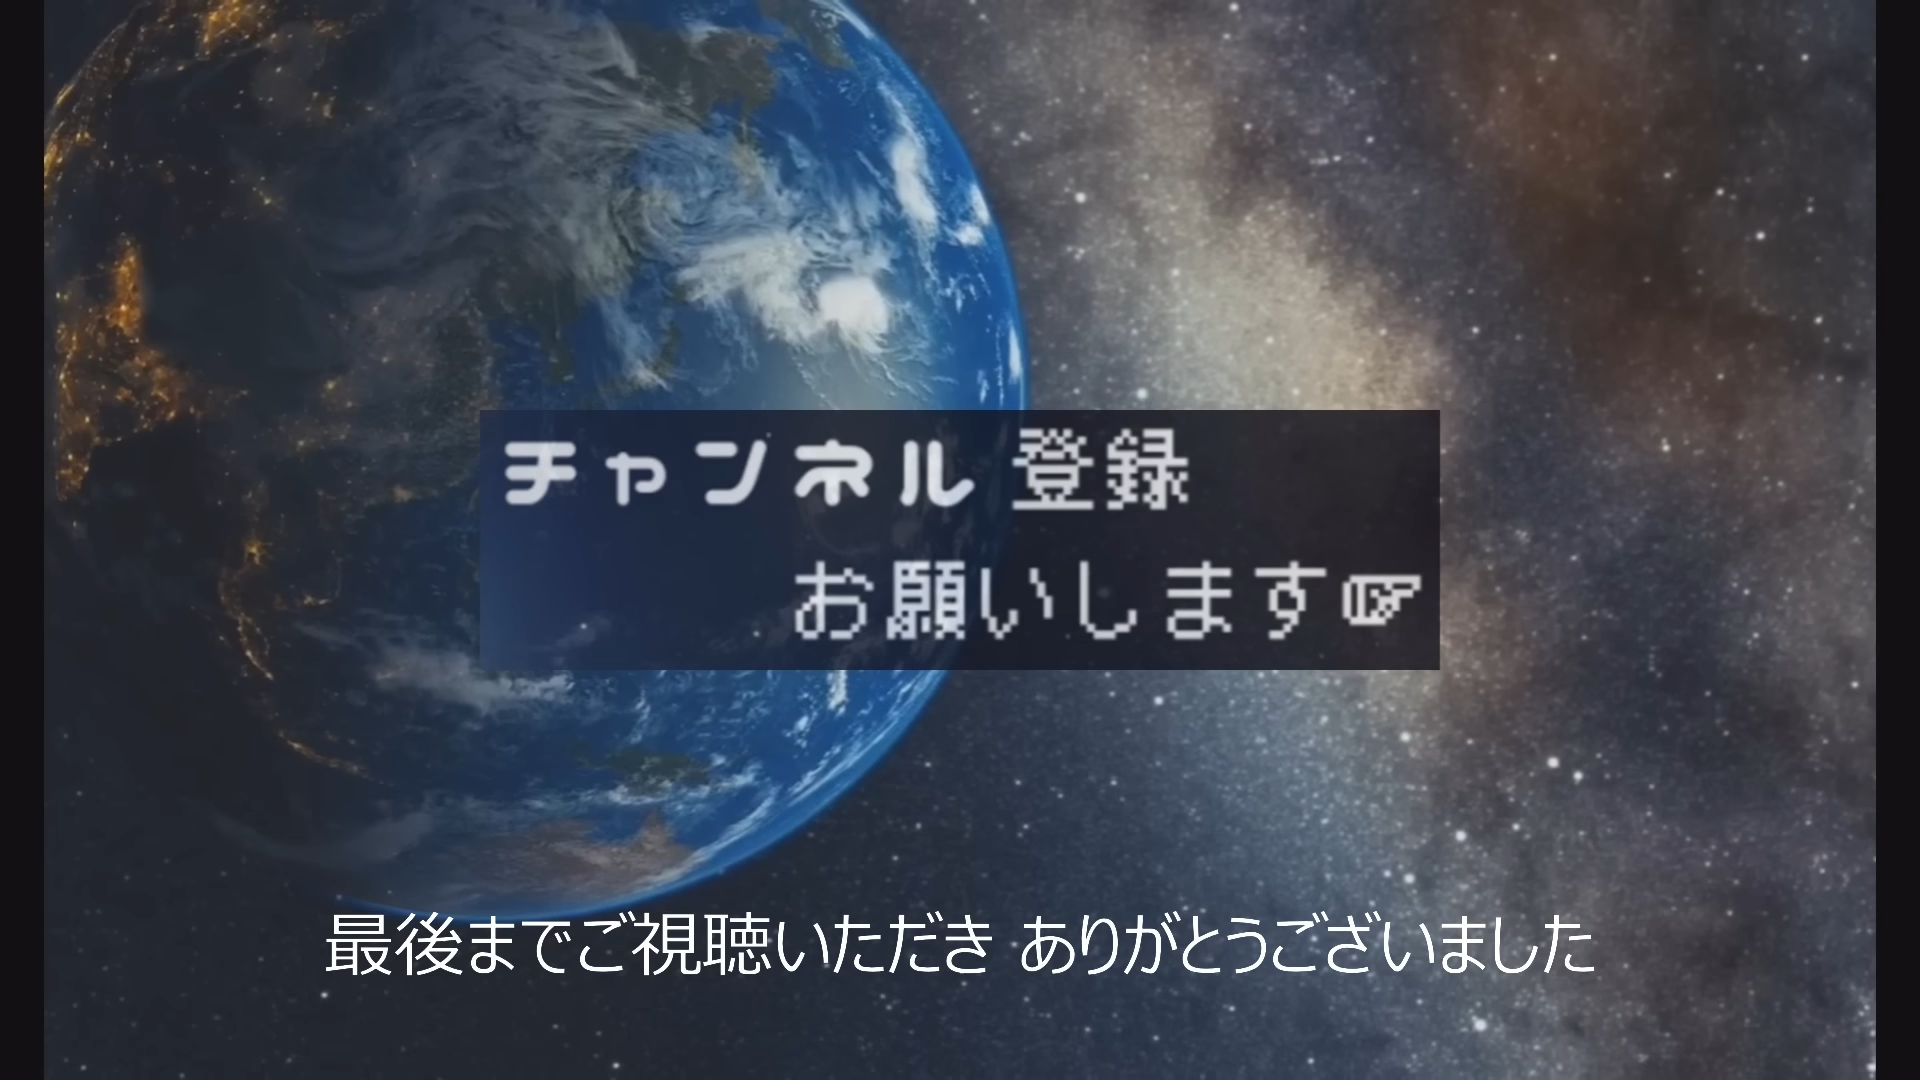 チャンネル登録
お願いします☞
最後までご視聴いただき ありがとうございました